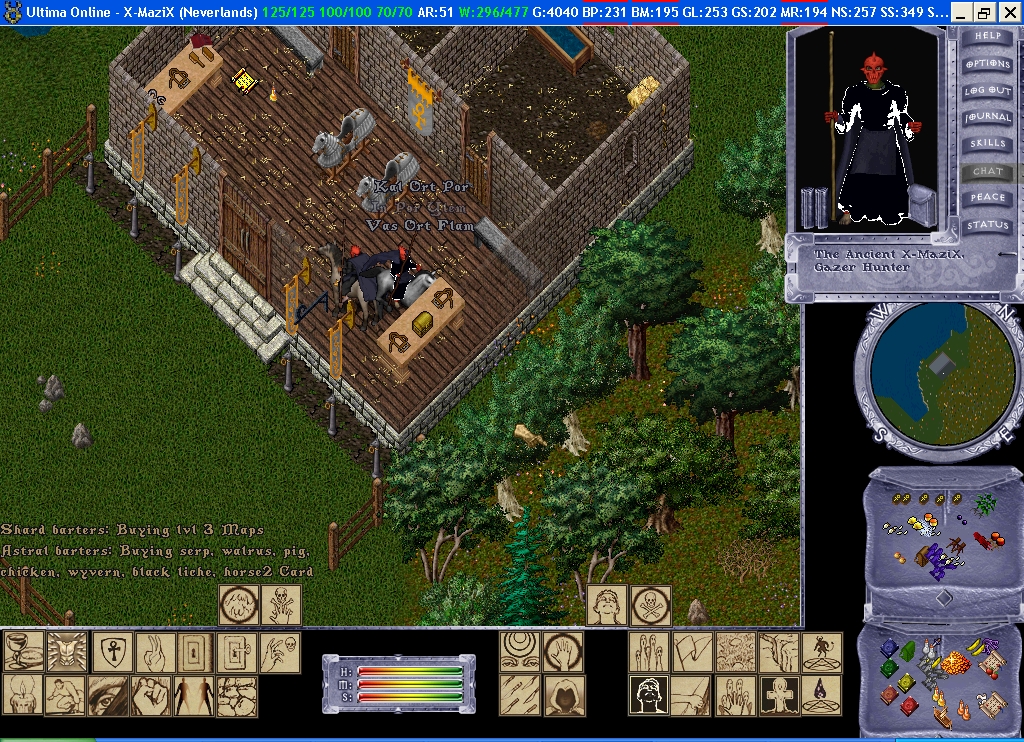 Ultima Online - X-MaziX (Neverlands) 125/125 100/100 70/70 AR:51 W:296/477 G:4040 BP:231 BM:195 GL:253 GS:202 MR:194 NS:257 SS:349 S...
HELP
OPTIONS
LOG OUT
JOURNAL
SKILLS
CHAT
PEACE
STATUS
The Ancient X-MaziX,
Gazer Hunter
Kal Ort Por
Vas Ort Flam
W
N
S
E
Shard barters: Buying lvl 3 Maps
Astral barters: Buying serp, walrus, pig,
chicken, wyvern, black liche, horse2 Card
H:
M:
S: